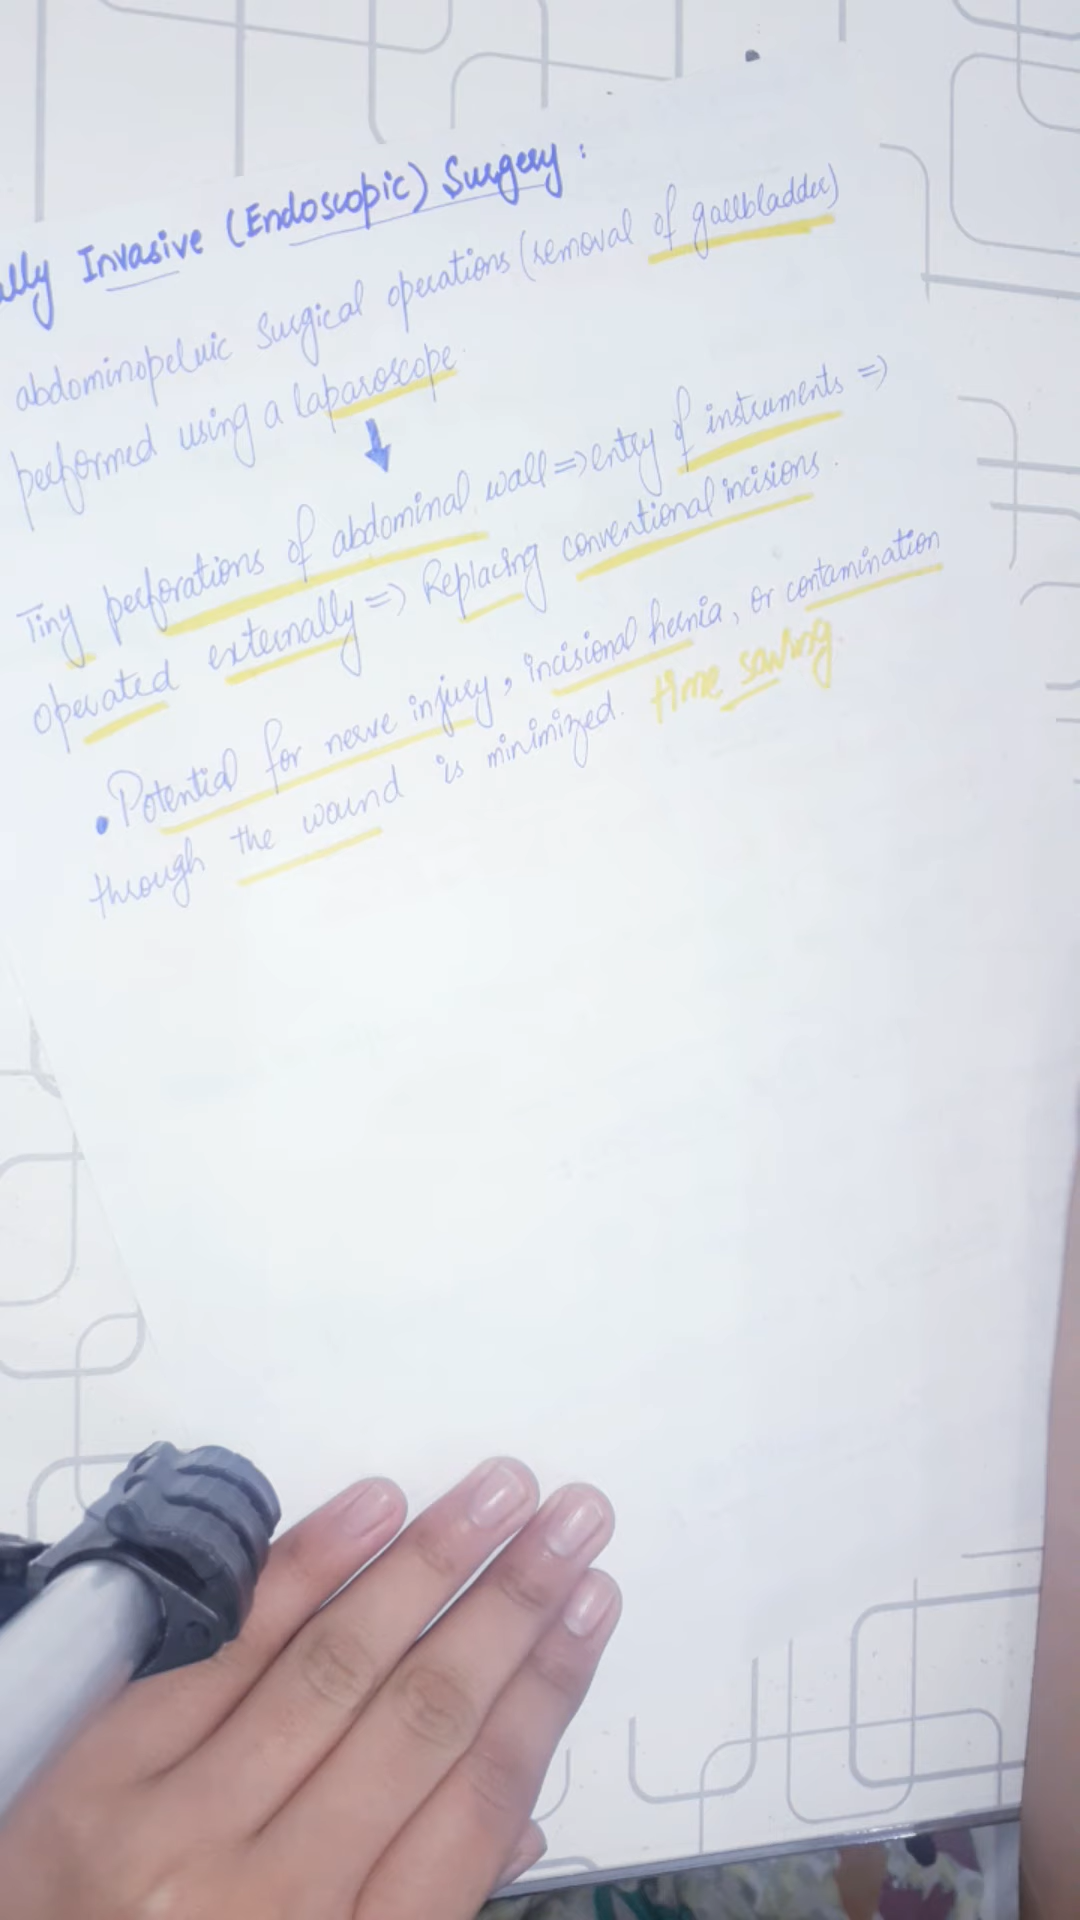 ally Invasive (Endoscopic) Surgery :
abdominopelvic surgical operations (removal of gallbladder)
performed using a laparoscope.
↓
Tiny perforations of abdominal wall => entry of instruments =>
operated externally => Replacing conventional incisions.
• Potential for nerve injury, incisional hernia, or contamination
through the wound is minimized. time saving.